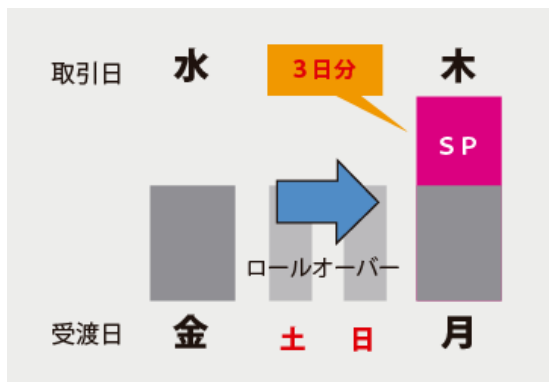 取引日 水 3日分 木
SP
ロールオーバー
受渡日 金 土 日 月